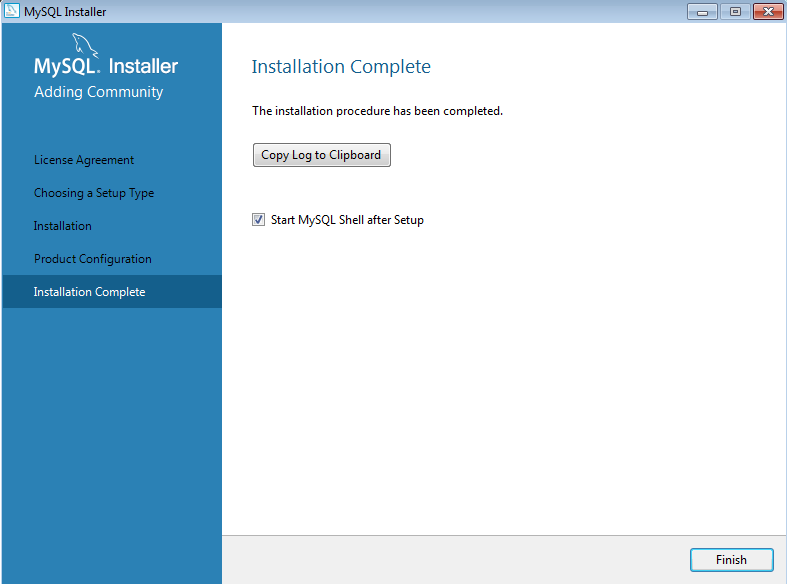 MySQL Installer
MySQL. Installer
Adding Community
License Agreement
Choosing a Setup Type
Installation
Product Configuration
Installation Complete
Installation Complete
The installation procedure has been completed.
Copy Log to Clipboard
Start MySQL Shell after Setup
Finish